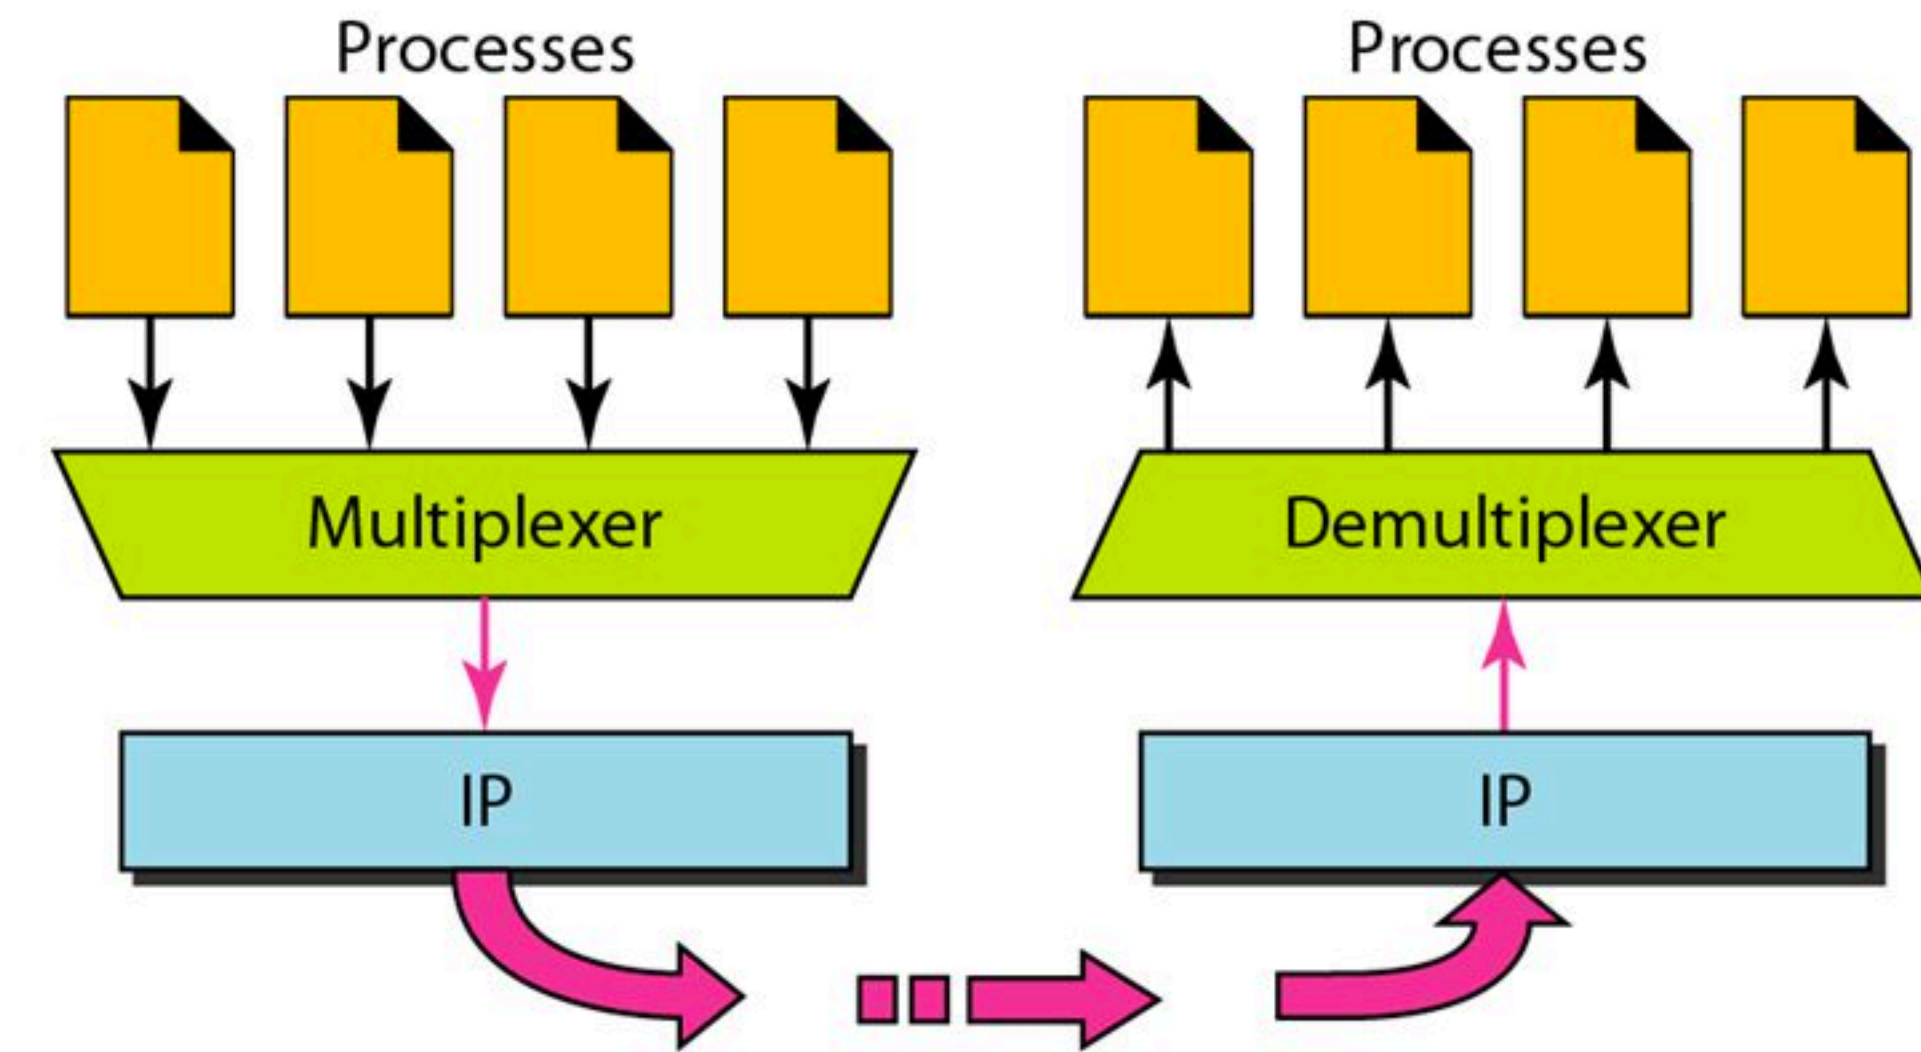 Processes
Processes
Multiplexer
Demultiplexer
IP
IP